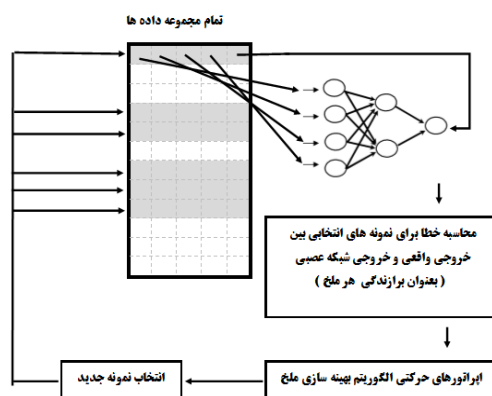 تمام مجموعه داده ها
محاسبه خطا برای نمونه های انتخابی بین
خروجی واقعی و خروجی شبکه عصبی
( بعنوان برازندگی هر ملخ )
اپراتورهای حرکتی الگوریتم بهینه سازی ملخ
انتخاب نمونه جدید